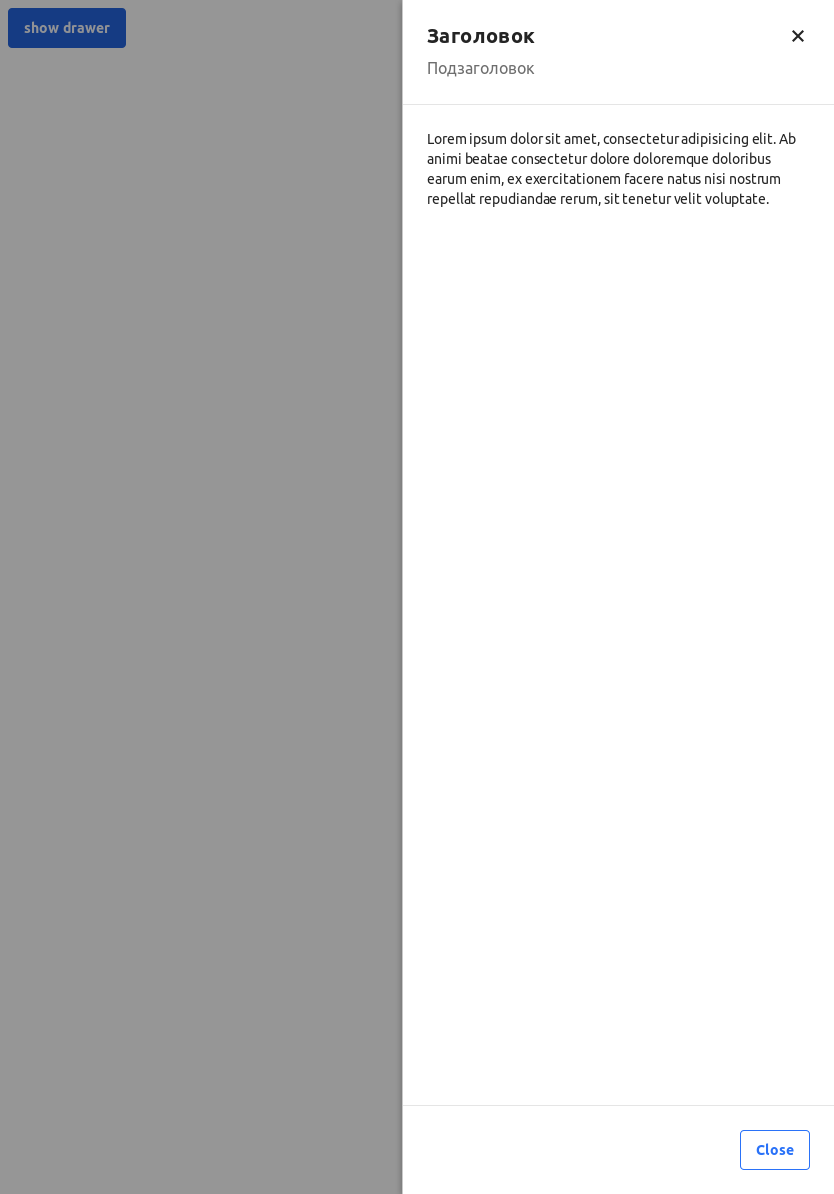 show drawer
Заголовок
Подзаголовок
Lorem ipsum dolor sit amet, consectetur adipisicing elit. Ab
animi beatae consectetur dolore doloremque doloribus
earum enim, ex exercitationem facere natus nisi nostrum
repellat repudiandae rerum, sit tenetur velit voluptate.
Close